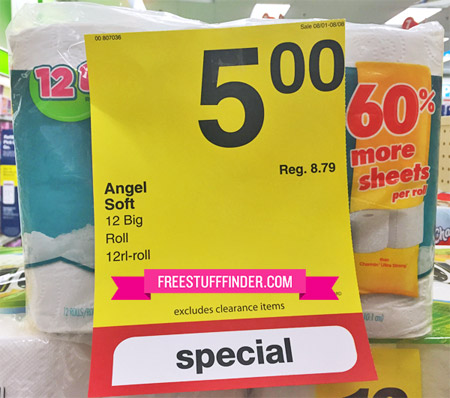 00 807036
Sale 08/01-08/08
5.00
Reg. 8.79
Angel
Soft
12 Big
Roll
12rl-roll
FREESTUFFFINDER.COM
excludes clearance items
special
12
60%
more
sheets
per roll